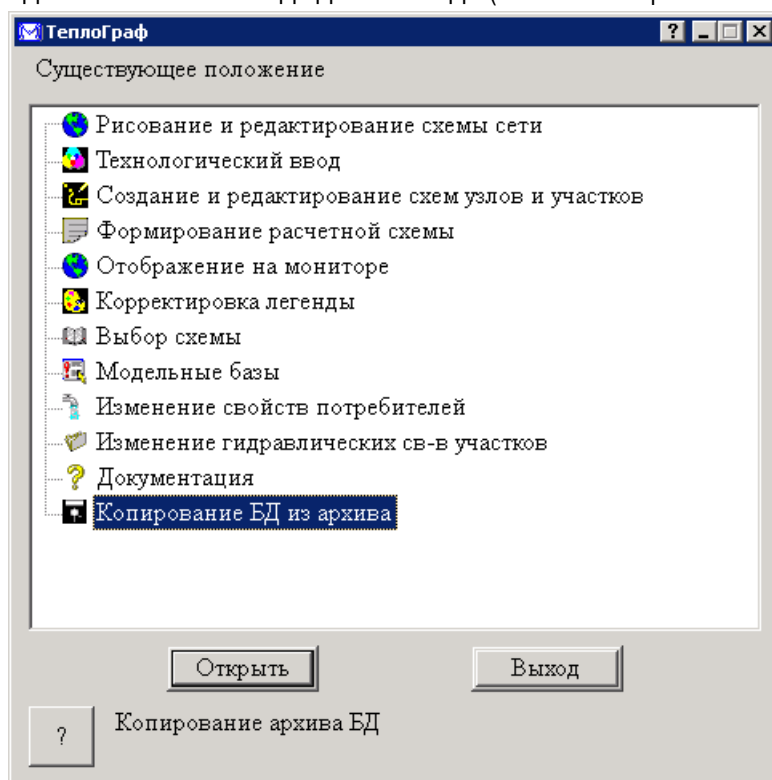 ТеплоГраф
Существующее положение
Рисование и редактирование схемы сети
Технологический ввод
Создание и редактирование схем узлов и участков
Формирование расчетной схемы
Отображение на мониторе
Корректировка легенды
Выбор схемы
Модельные базы
Изменение свойств потребителей
Изменение гидравлических св-в участков
Документация
Копирование БД из архива
Открыть
Выход
?
Копирование архива БД